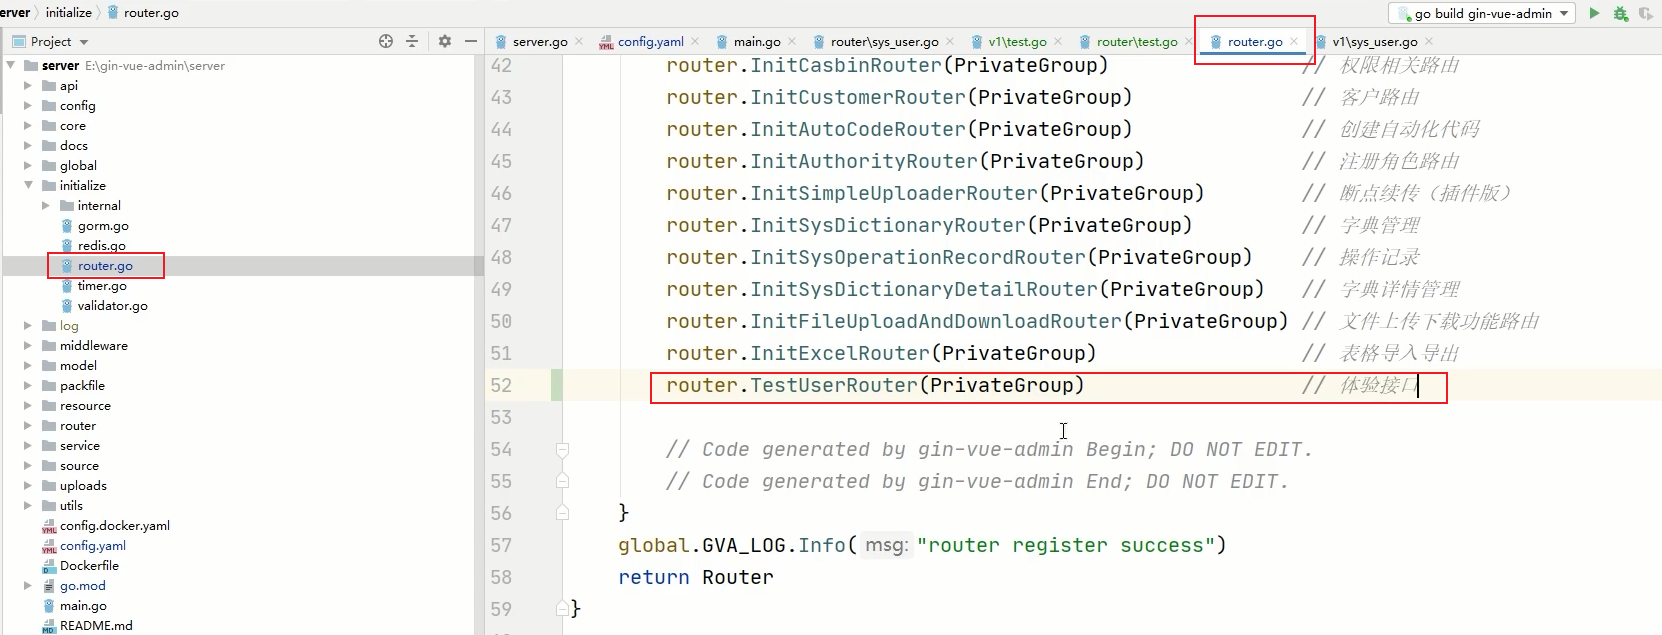 erver initialize router.go
go build gin-vue-admin
Project
server.go config.yaml main.go router\sys_user.go v1\test.go router\test.go router.go v1\sys_user.go
server E:\gin-vue-admin\server
api
config
core
docs
global
initialize
internal
gorm.go
redis.go
router.go
timer.go
validator.go
log
middleware
model
packfile
resource
router
service
source
uploads
utils
config.docker.yaml
config.yaml
Dockerfile
go.mod
main.go
README.md
42 router.InitCasbinRouter(PrivateGroup) // 权限相关路由
43 router.InitCustomerRouter(PrivateGroup) // 客户路由
44 router.InitAutoCodeRouter(PrivateGroup) // 创建自动化代码
45 router.InitAuthorityRouter(PrivateGroup) // 注册角色路由
46 router.InitSimpleUploaderRouter(PrivateGroup) // 断点续传（插件版）
47 router.InitSysDictionaryRouter(PrivateGroup) // 字典管理
48 router.InitSysOperationRecordRouter(PrivateGroup) // 操作记录
49 router.InitSysDictionaryDetailRouter(PrivateGroup) // 字典详情管理
50 router.InitFileUploadAndDownloadRouter(PrivateGroup) // 文件上传下载功能路由
51 router.InitExcelRouter(PrivateGroup) // 表格导入导出
52 router.TestUserRouter(PrivateGroup) // 体验接口
53
54 // Code generated by gin-vue-admin Begin; DO NOT EDIT.
55 // Code generated by gin-vue-admin End; DO NOT EDIT.
56 }
57 global.GVA_LOG.Info( msg: "router register success")
58 return Router
59 }